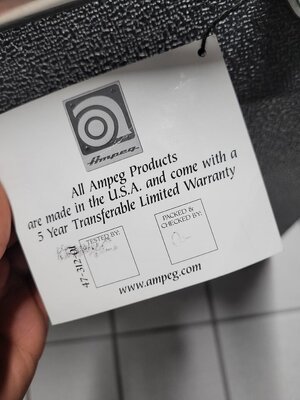 Ampeg
All Ampeg Products
are made in the U.S.A. and come with a
5 Year Transferable Limited Warranty
TESTED BY:
PACKED &
CHECKED BY:
www.ampeg.com